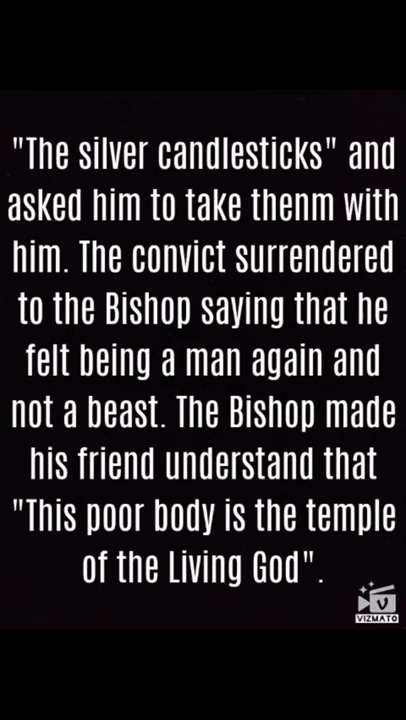 "The silver candlesticks" and
asked him to take thenm with
him. The convict surrendered
to the Bishop saying that he
felt being a man again and
not a beast. The Bishop made
his friend understand that
"This poor body is the temple
of the Living God".
V
VIZMATO